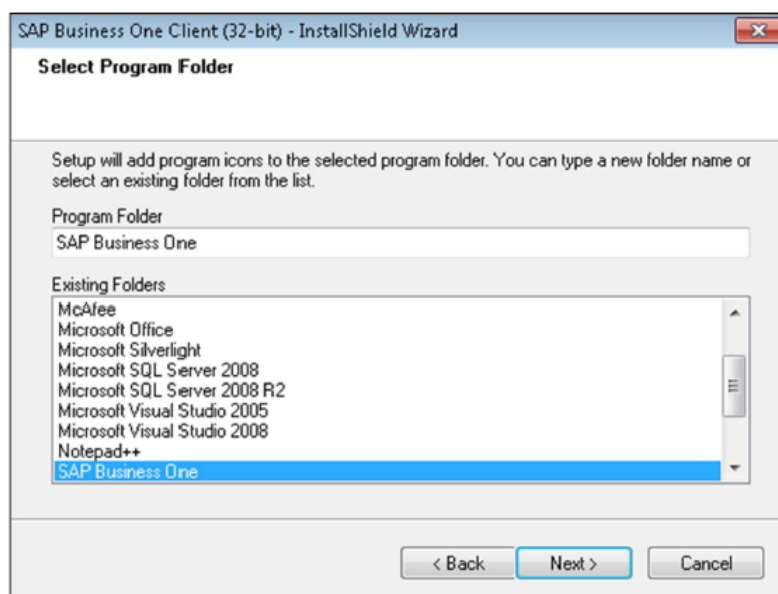 SAP Business One Client (32-bit) - InstallShield Wizard
Select Program Folder
Setup will add program icons to the selected program folder. You can type a new folder name or
select an existing folder from the list.
Program Folder
SAP Business One
Existing Folders
McAfee
Microsoft Office
Microsoft Silverlight
Microsoft SQL Server 2008
Microsoft SQL Server 2008 R2
Microsoft Visual Studio 2005
Microsoft Visual Studio 2008
Notepad++
SAP Business One
< Back Next > Cancel